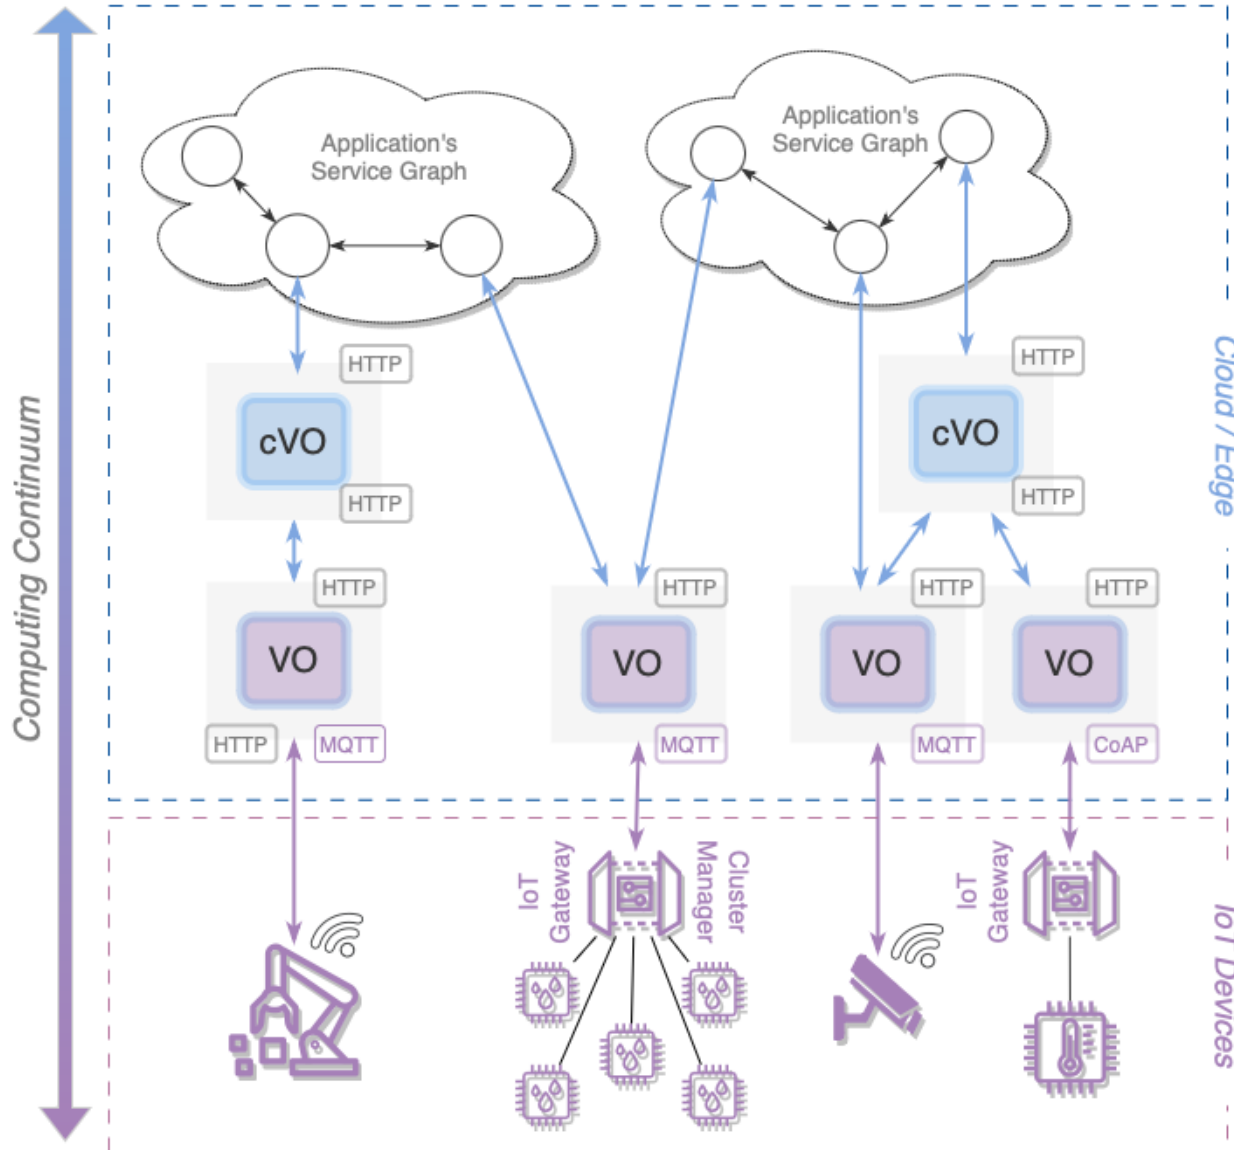 Application's
Service Graph
Application's
Service Graph
HTTP
HTTP
cVO
cVO
HTTP
HTTP
Computing Continuum
Cloud / Edge
HTTP
HTTP
HTTP
HTTP
VO
VO
VO
VO
HTTP
MQTT
MQTT
MQTT
CoAP
IoT
Gateway
Cluster
Manager
IoT
Gateway
IoT Devices